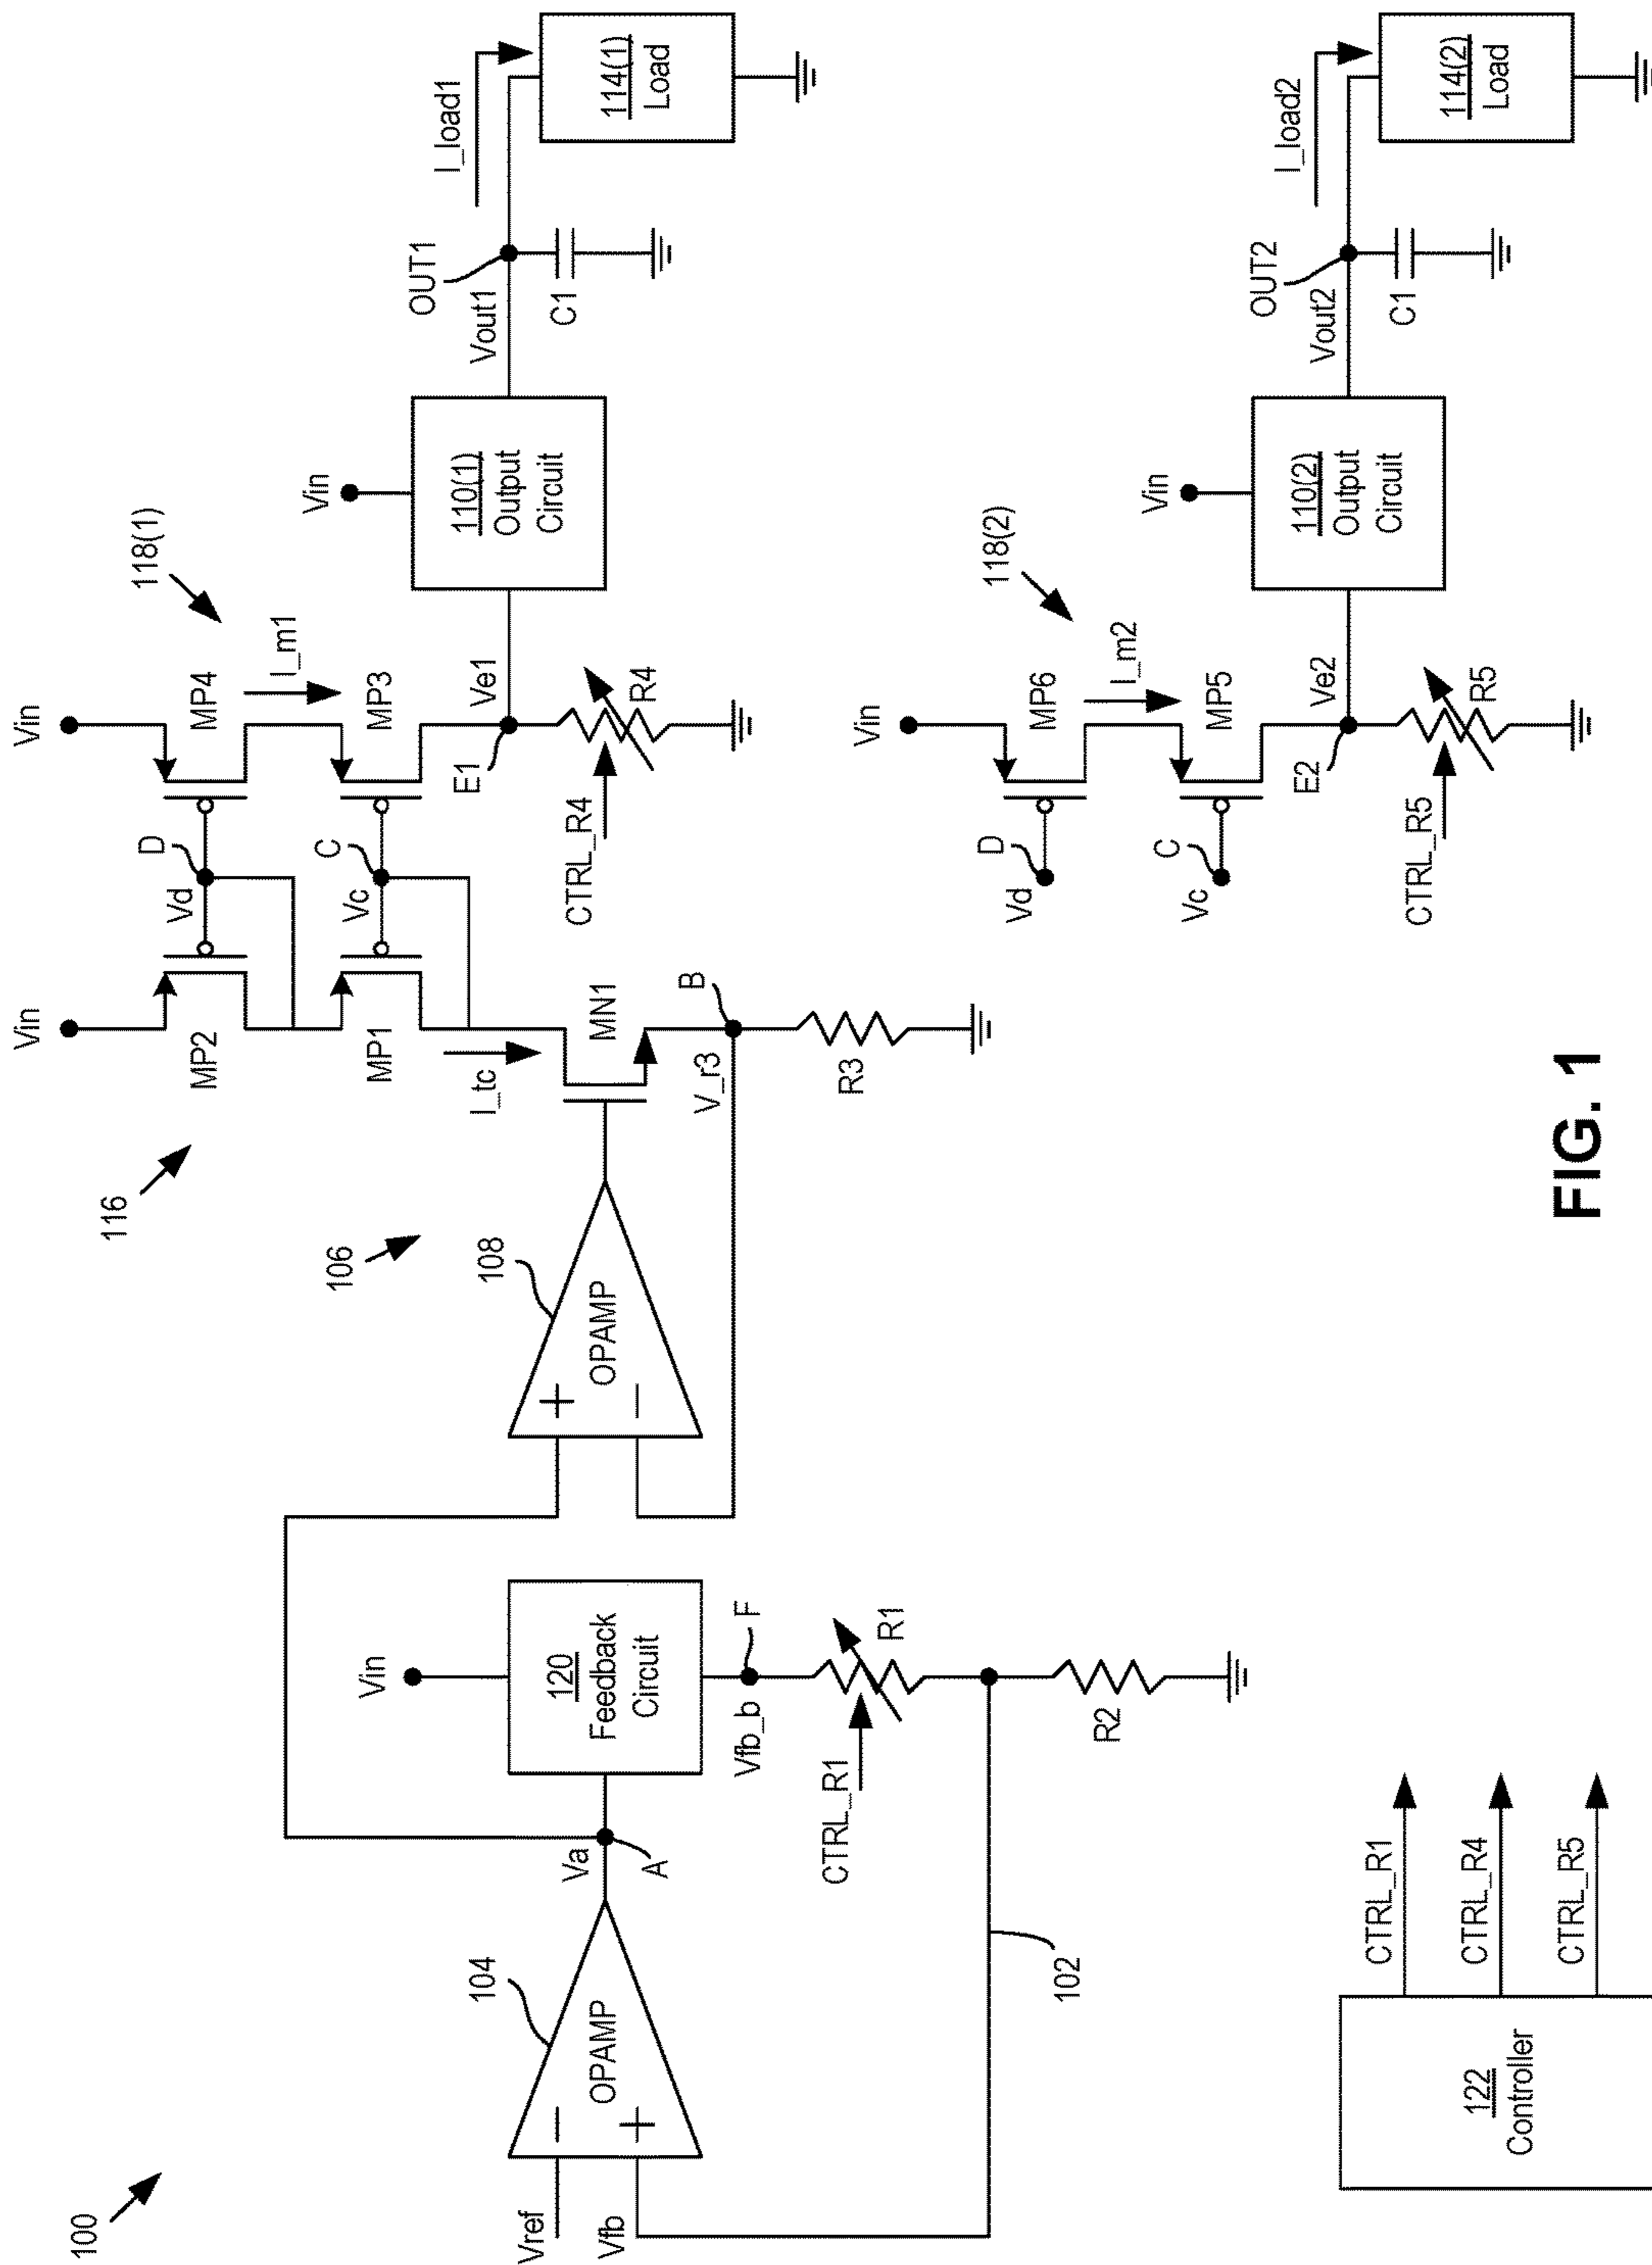 100
Vref
Vfb
104
OPAMP
−
+
Va
A
102
Vin
120
Feedback
Circuit
Vfb_b
F
CTRL_R1
R1
R2
106
108
OPAMP
+
−
116
Vin
MP2
Vd
D
MP1
Vc
C
I_tc
MN1
V_r3
B
R3
Vin
MP4
118(1)
I_m1
MP3
Ve1
E1
CTRL_R4
R4
Vin
110(1)
Output
Circuit
Vout1
OUT1
C1
I_load1
114(1)
Load
Vin
MP6
118(2)
Vd
D
I_m2
MP5
Vc
C
Ve2
E2
CTRL_R5
R5
Vin
110(2)
Output
Circuit
Vout2
OUT2
C1
I_load2
114(2)
Load
122
Controller
CTRL_R1
CTRL_R4
CTRL_R5
FIG. 1